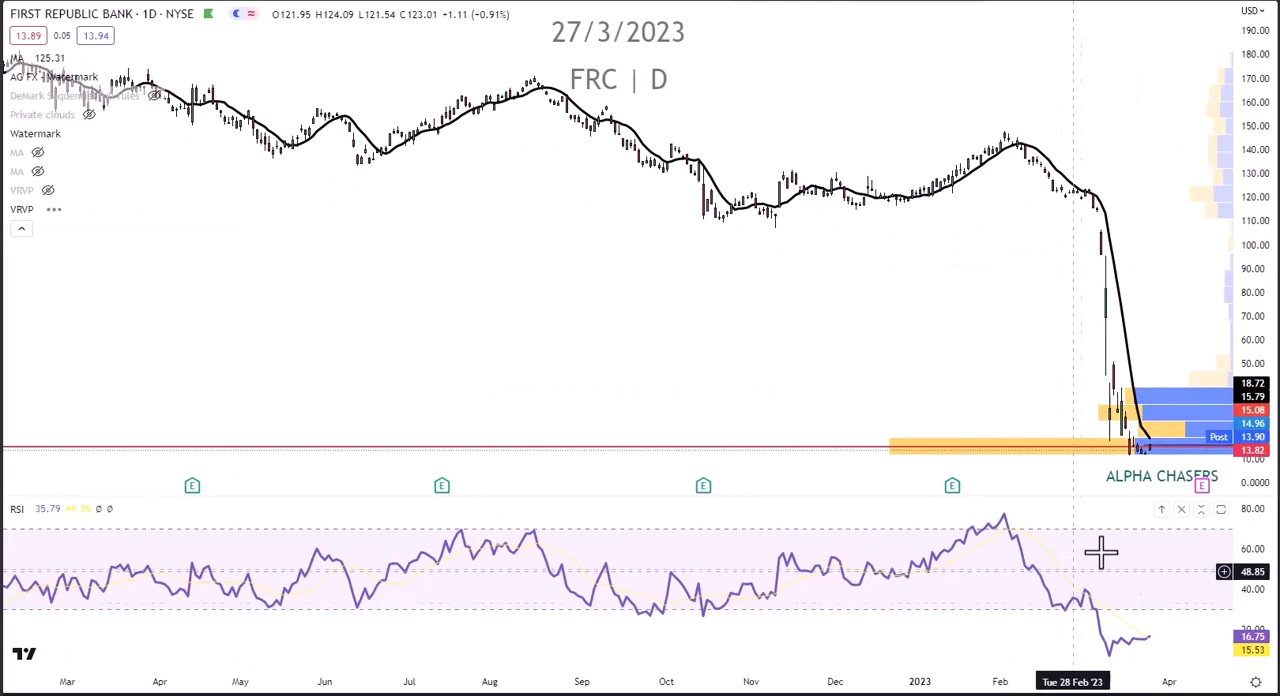 FIRST REPUBLIC BANK · 1D · NYSE O121.95 H124.09 L121.54 C123.01 +1.11 (+0.91%)
13.89 0.05 13.94
27/3/2023
FRC | D
MA 125.31
AG FX - Watermark
Private clouds
Watermark
MA
MA
VRVP
VRVP
USD
190.00
180.00
170.00
160.00
150.00
140.00
130.00
120.00
110.00
100.00
90.00
80.00
70.00
60.00
50.00
18.72
15.79
15.08
14.96
Post 13.90
13.82
10.00
0.0000
ALPHA CHASERS
E E E E E
RSI 35.79 41.76 Ø Ø
80.00
60.00
48.85
40.00
20.00
16.75
15.53
Mar Apr May Jun Jul Aug Sep Oct Nov Dec 2023 Feb Tue 28 Feb '23 Apr